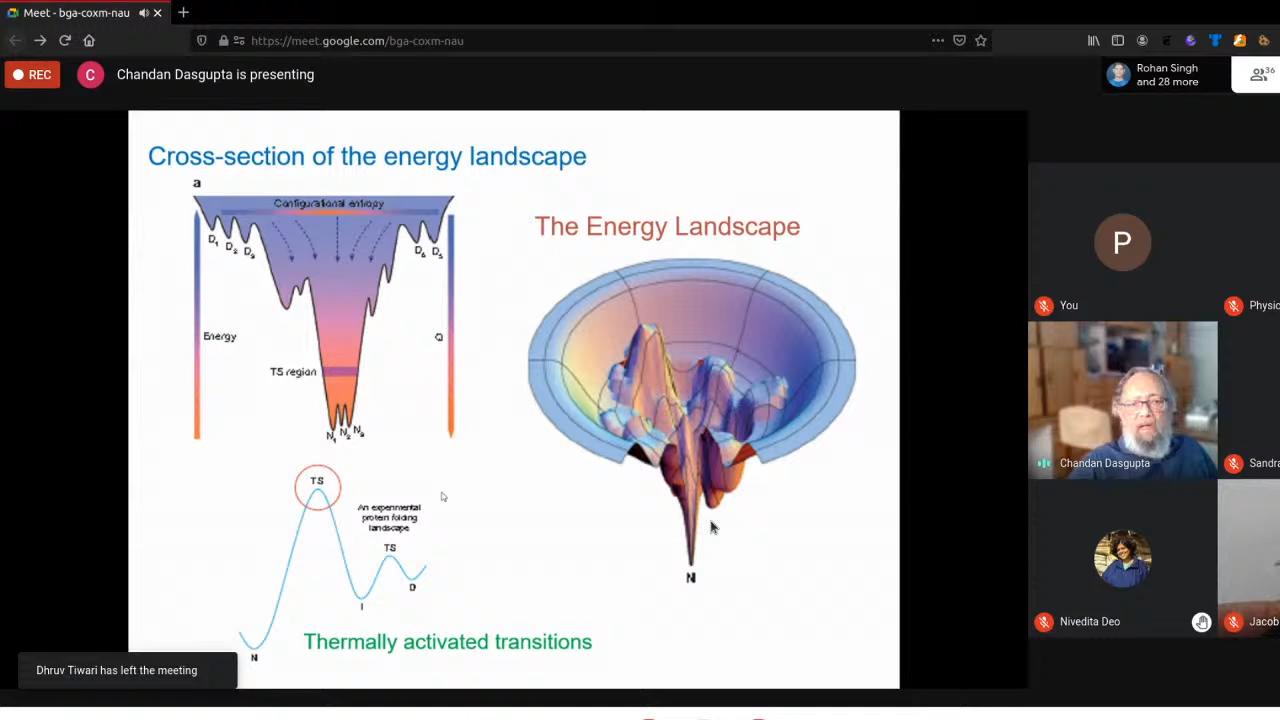 Meet - bga-coxm-nau
https://meet.google.com/bga-coxm-nau
REC
C
Chandan Dasgupta is presenting
Rohan Singh
and 28 more
36
Cross-section of the energy landscape
a
Configurational entropy
D1
D2
D3
D4
D5
Energy
Q
TS region
N1
N2
N3
The Energy Landscape
N
TS
An experimental
protein folding
landscape
TS
I
D
N
Thermally activated transitions
P
You
Physic
Chandan Dasgupta
Sandra
Nivedita Deo
Jacob
Dhruv Tiwari has left the meeting